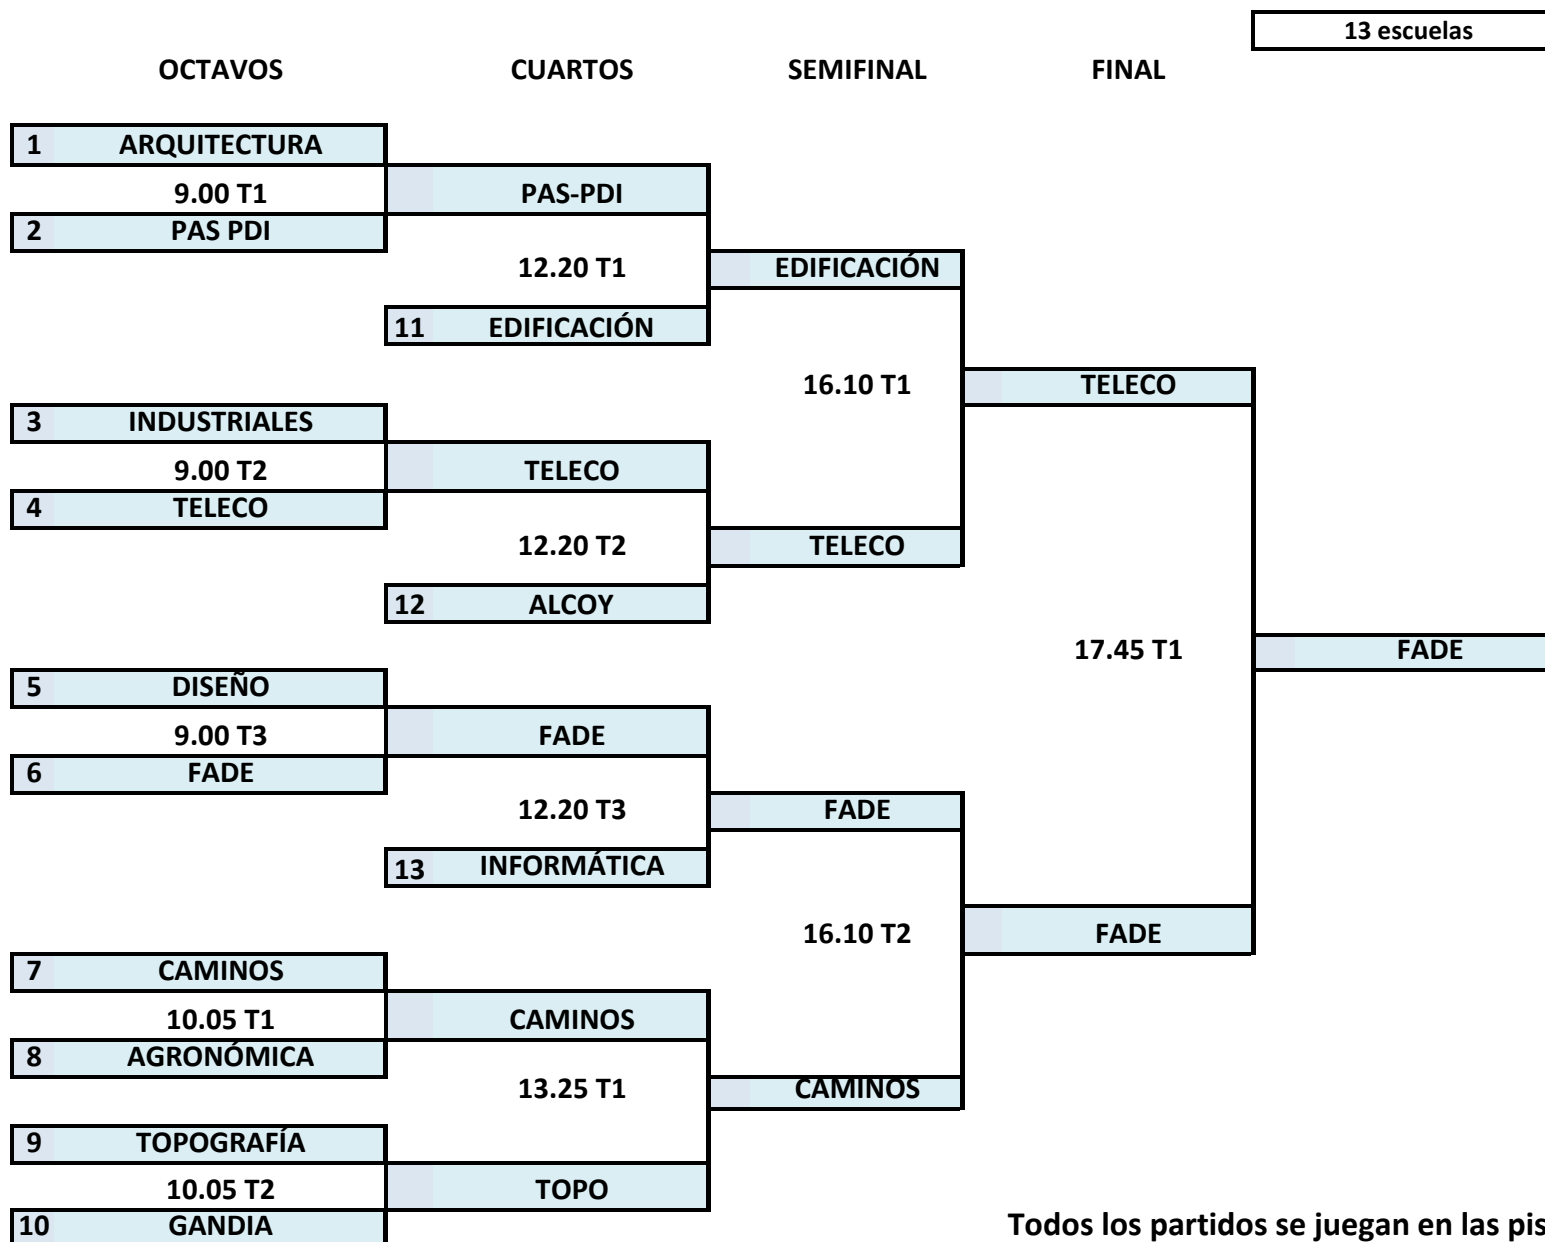 13 escuelas
OCTAVOS CUARTOS SEMIFINAL FINAL
1 ARQUITECTURA
9.00 T1 PAS-PDI
2 PAS PDI
12.20 T1 EDIFICACIÓN
11 EDIFICACIÓN
16.10 T1 TELECO
3 INDUSTRIALES
9.00 T2 TELECO
4 TELECO
12.20 T2 TELECO
12 ALCOY
17.45 T1 FADE
5 DISEÑO
9.00 T3 FADE
6 FADE
12.20 T3 FADE
13 INFORMÁTICA
16.10 T2 FADE
7 CAMINOS
10.05 T1 CAMINOS
8 AGRONÓMICA
13.25 T1 CAMINOS
9 TOPOGRAFÍA
10.05 T2 TOPO
10 GANDIA Todos los partidos se juegan en las